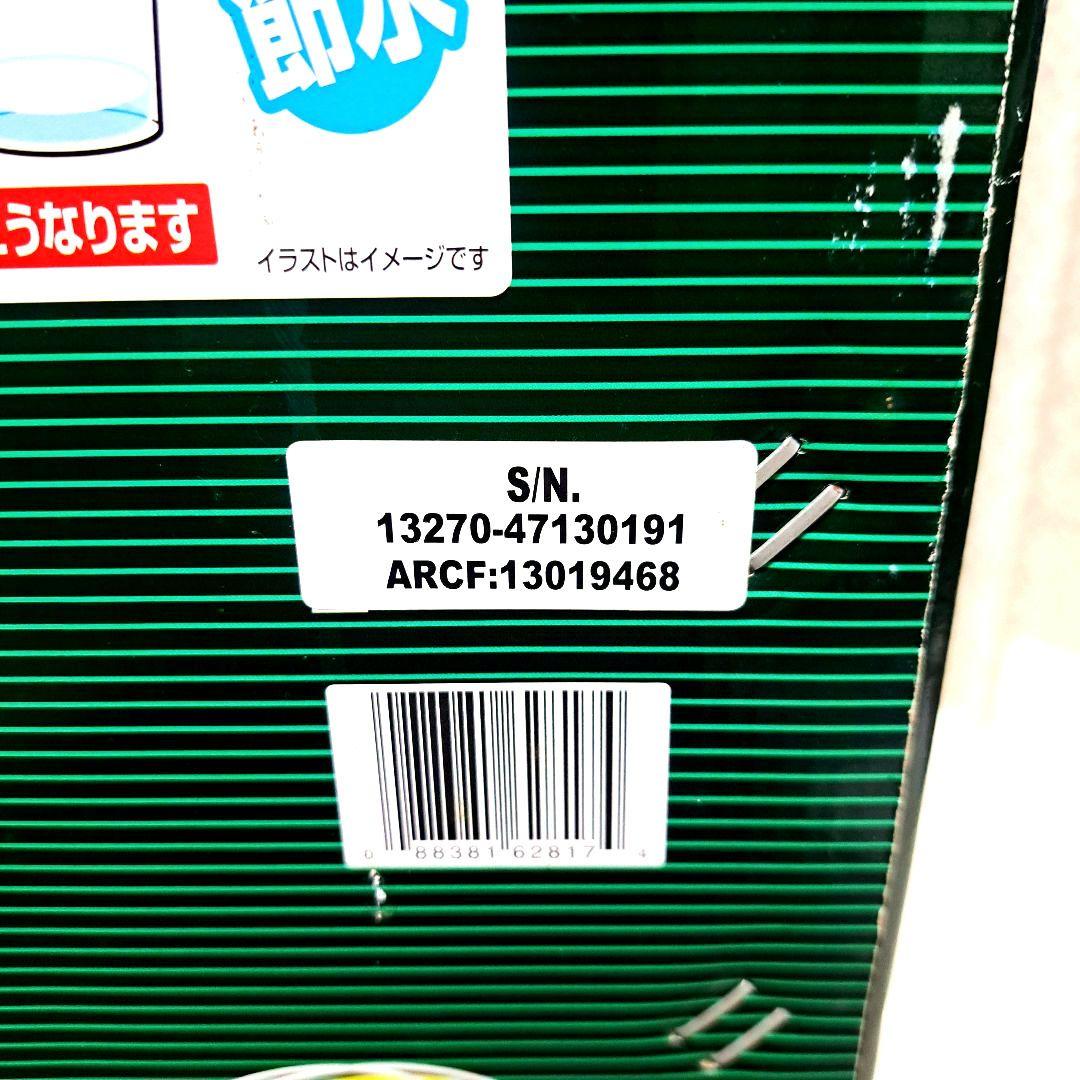 節水
うなります
イラストはイメージです
S/N.
13270-47130191
ARCF:13019468
0 88381 62817 4